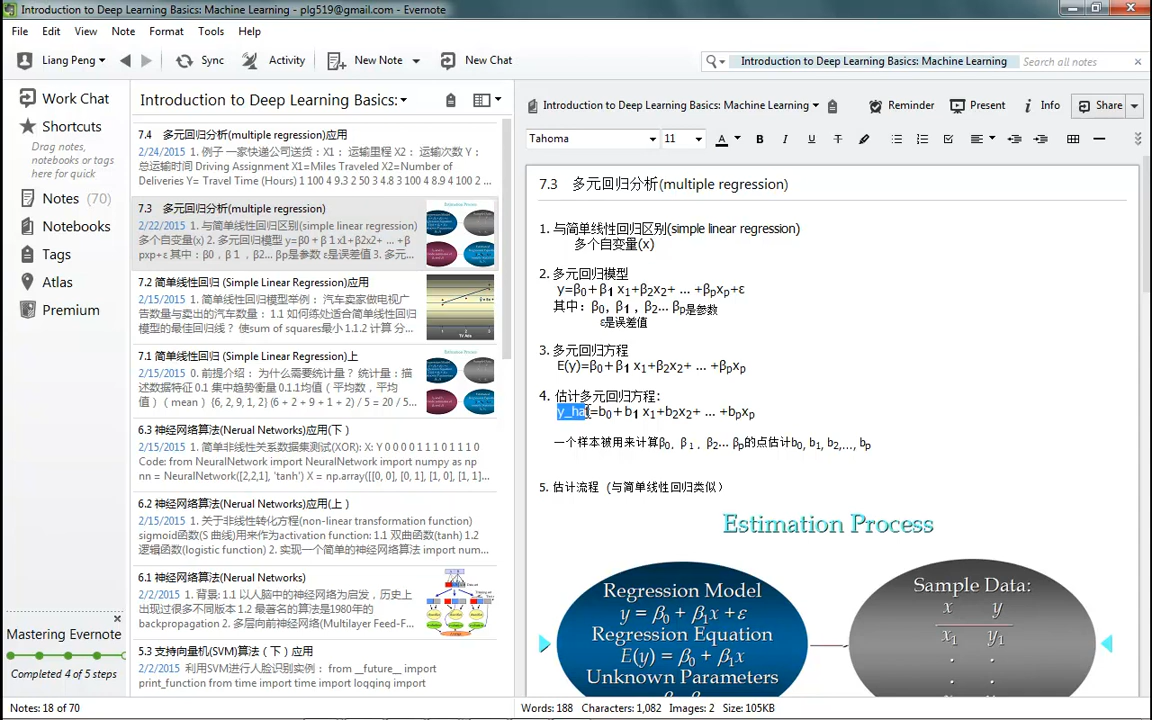 Introduction to Deep Learning Basics: Machine Learning - plg519@gmail.com - Evernote
File Edit View Note Format Tools Help
Liang Peng Sync Activity New Note New Chat
Introduction to Deep Learning Basics: Machine Learning Search all notes
Work Chat
Shortcuts
Drag notes,
notebooks or tags
here for quick
Notes (70)
Notebooks
Tags
Atlas
Premium
Mastering Evernote
Completed 4 of 5 steps
Introduction to Deep Learning Basics:
7.4 多元回归分析(multiple regression)应用
2/24/2015 1. 例子 一家快递公司送货：X1： 运输里程 X2： 运输次数 Y：
总运输时间 Driving Assignment X1=Miles Traveled X2=Number of
Deliveries Y= Travel Time (Hours) 1 100 4 9.3 2 50 3 4.8 3 100 4 8.9 4 100 2 ...
7.3 多元回归分析(multiple regression)
2/22/2015 1. 与简单线性回归区别(simple linear regression)
多个自变量(x) 2. 多元回归模型 y=β0＋β１x1+β2x2+ ... +β
pxp+ε 其中：β0，β１，β2... βp是参数 ε是误差值 3. 多元...
7.2 简单线性回归 (Simple Linear Regression)应用
2/15/2015 1. 简单线性回归模型举例： 汽车卖家做电视广
告数量与卖出的汽车数量： 1.1 如何练处适合简单线性回归
模型的最佳回归线？ 使sum of squares最小 1.1.2 计算 分...
7.1 简单线性回归 (Simple Linear Regression)上
2/15/2015 0. 前提介绍： 为什么需要统计量？ 统计量：描
述数据特征 0.1 集中趋势衡量 0.1.1均值（平均数，平均
值）（mean）{6, 2, 9, 1, 2} (6 + 2 + 9 + 1 + 2) / 5 = 20 / 5...
6.3 神经网络算法(Nerual Networks)应用(下）
2/15/2015 1. 简单非线性关系数据集测试(XOR): X: Y 0 0 0 0 1 1 1 0 1 1 1 0
Code: from NeuralNetwork import NeuralNetwork import numpy as np
nn = NeuralNetwork([2,2,1], 'tanh') X = np.array([[0, 0], [0, 1], [1, 0], [1, 1]...
6.2 神经网络算法(Nerual Networks)应用(上）
2/15/2015 1. 关于非线性转化方程(non-linear transformation function)
sigmoid函数(S 曲线)用来作为activation function: 1.1 双曲函数(tanh) 1.2
逻辑函数(logistic function) 2. 实现一个简单的神经网络算法 import num...
6.1 神经网络算法(Nerual Networks)
2/2/2015 1. 背景: 1.1 以人脑中的神经网络为启发，历史上
出现过很多不同版本 1.2 最著名的算法是1980年的
backpropagation 2. 多层向前神经网络(Multilayer Feed-F...
5.3 支持向量机(SVM)算法（下）应用
2/2/2015 利用SVM进行人脸识别实例： from __future__ import
print_function from time import time import logging import
Notes: 18 of 70
Introduction to Deep Learning Basics: Machine Learning Reminder Present Info Share
Tahoma 11 A B I U T
7.3 多元回归分析(multiple regression)
1. 与简单线性回归区别(simple linear regression)
多个自变量(x)
2. 多元回归模型
y=β0＋β１x1+β2x2+ ... +βpxp+ε
其中：β0，β１，β2... βp是参数
ε是误差值
3. 多元回归方程
E(y)=β0＋β１x1+β2x2+ ... +βpxp
4. 估计多元回归方程:
y_ha=b0＋b１x1+b2x2+ ... +bpxp
一个样本被用来计算β0，β１，β2... βp的点估计b0, b1, b2,..., bp
5. 估计流程 （与简单线性回归类似）
Estimation Process
Regression Model
y = β0 + β1x + ε
Regression Equation
E(y) = β0 + β1x
Unknown Parameters
Sample Data:
x y
x1 y1
. .
. .
Words: 188 Characters: 1,082 Images: 2 Size: 105KB